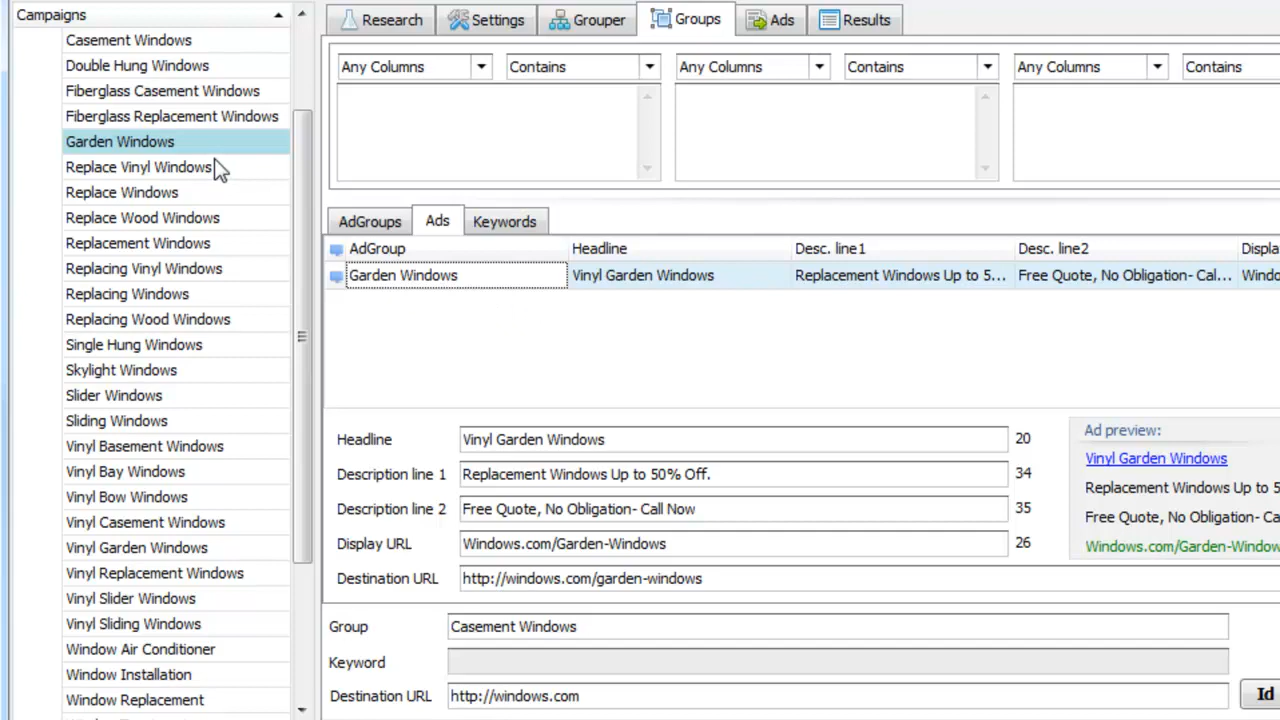 Campaigns
Casement Windows
Double Hung Windows
Fiberglass Casement Windows
Fiberglass Replacement Windows
Garden Windows
Replace Vinyl Windows
Replace Windows
Replace Wood Windows
Replacement Windows
Replacing Vinyl Windows
Replacing Windows
Replacing Wood Windows
Single Hung Windows
Skylight Windows
Slider Windows
Sliding Windows
Vinyl Basement Windows
Vinyl Bay Windows
Vinyl Bow Windows
Vinyl Casement Windows
Vinyl Garden Windows
Vinyl Replacement Windows
Vinyl Slider Windows
Vinyl Sliding Windows
Window Air Conditioner
Window Installation
Window Replacement
Research Settings Grouper Groups Ads Results
Any Columns Contains Any Columns Contains Any Columns Contains
AdGroups Ads Keywords
AdGroup Headline Desc. line1 Desc. line2 Displa
Garden Windows Vinyl Garden Windows Replacement Windows Up to 5... Free Quote, No Obligation- Cal... Windo
Headline Vinyl Garden Windows 20
Description line 1 Replacement Windows Up to 50% Off. 34
Description line 2 Free Quote, No Obligation- Call Now 35
Display URL Windows.com/Garden-Windows 26
Destination URL http://windows.com/garden-windows
Ad preview:
Vinyl Garden Windows
Replacement Windows Up to 5
Free Quote, No Obligation- Ca
Windows.com/Garden-Window
Group Casement Windows
Keyword
Destination URL http://windows.com Id